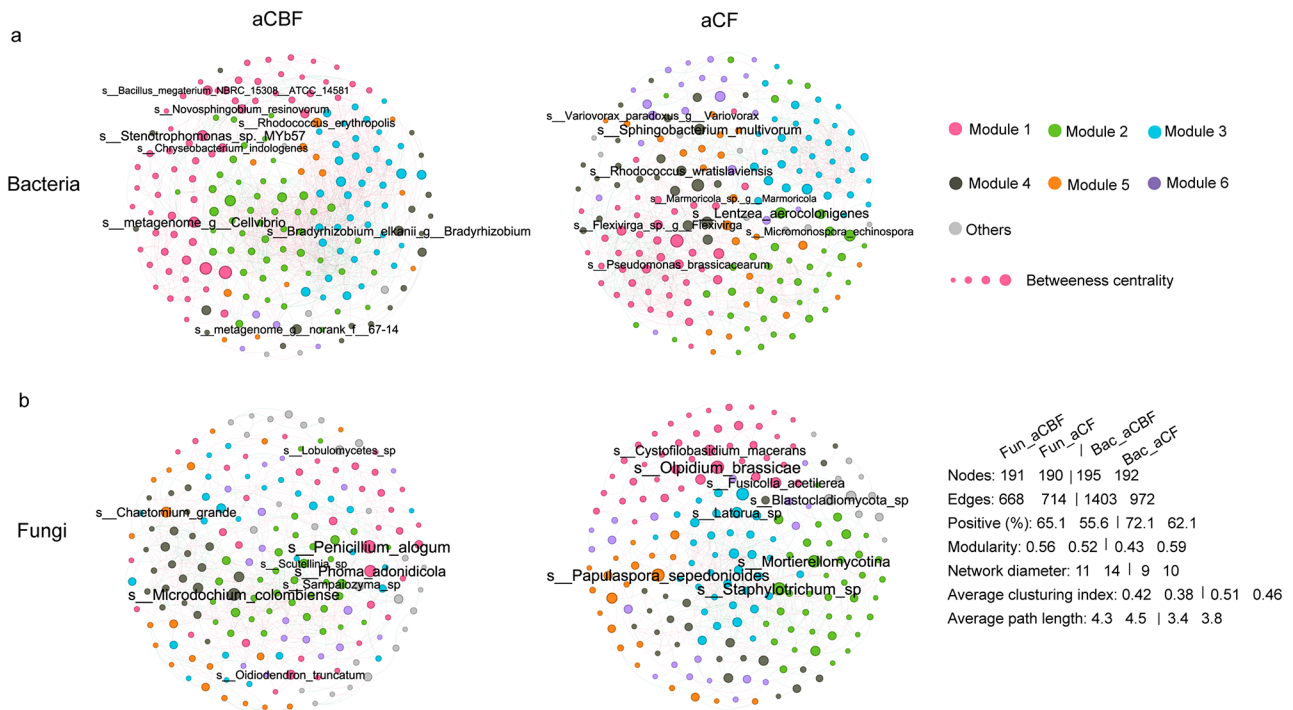 aCBF
aCF
a
Bacteria
s__Bacillus_megaterium_NBRC_15308__ATCC_14581
s__Novosphingobium_resinovorum
s__Rhodococcus_erythropolis
s__Stenotrophomonas_sp._MYb57
s__Chryseobacterium_indologenes
s__metagenome_g__Cellvibrio
s__Bradyrhizobium_elkanii_g__Bradyrhizobium
s__metagenome_g__norank_f__67-14
s__Variovorax_paradoxus_g__Variovorax
s__Sphingobacterium_multivorum
s__Rhodococcus_wratislaviensis
s__Marmoricola_sp._g__Marmoricola
s__Lentzea_aerocolonigenes
s__Flexivirga_sp._g__Flexivirga
s__Micromonospora_echinospora
s__Pseudomonas_brassicacearum
Module 1
Module 2
Module 3
Module 4
Module 5
Module 6
Others
Betweeness centrality
b
Fungi
s__Lobulomycetes_sp
s__Chaetomium_grande
s__Penicillium_alogum
s__Scutellinia_sp
s__Phoma_adonidicola
s__Sampaiozyma_sp
s__Microdochium_colombiense
s__Oidiodendron_truncatum
s__Cystofilobasidium_macerans
s__Olpidium_brassicae
s__Fusicolla_acetilerea
s__Blastocladiomycota_sp
s__Latorua_sp
s__Mortierellomycotina
s__Papulaspora_sepedonioides
s__Staphylotrichum_sp
Fun_aCBF Fun_aCF / Bac_aCBF Bac_aCF
Nodes: 191 190 | 195 192
Edges: 668 714 | 1403 972
Positive (%): 65.1 55.6 | 72.1 62.1
Modularity: 0.56 0.52 | 0.43 0.59
Network diameter: 11 14 | 9 10
Average clusturing index: 0.42 0.38 | 0.51 0.46
Average path length: 4.3 4.5 | 3.4 3.8